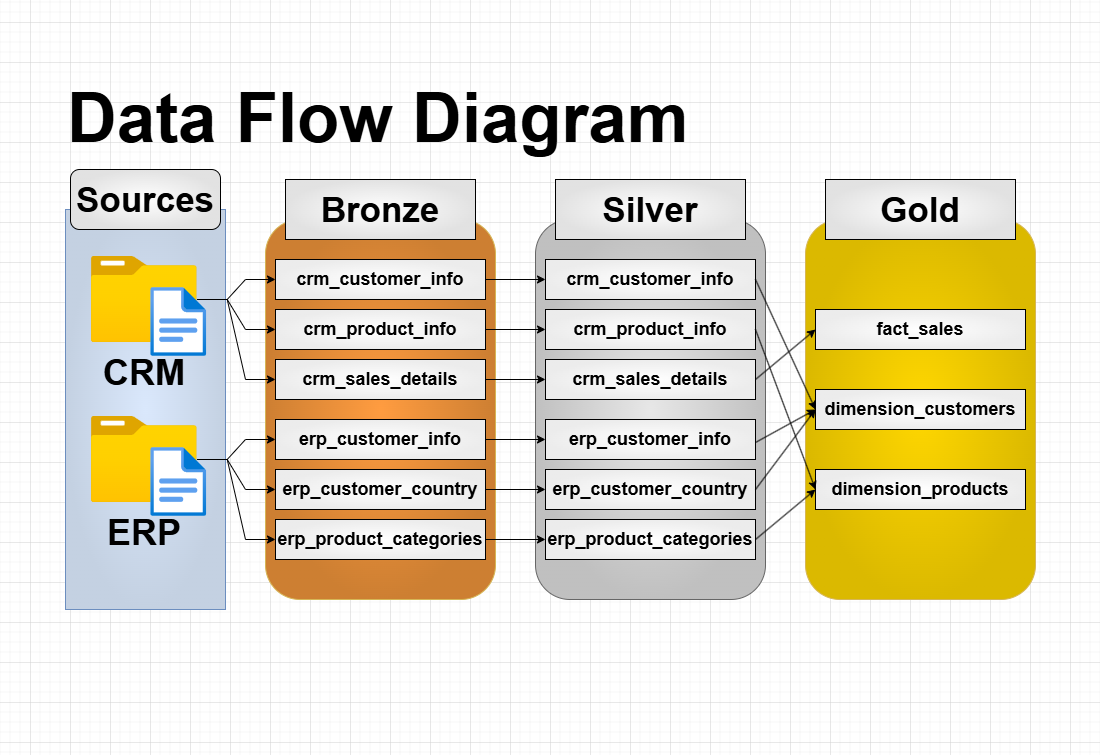 Data Flow Diagram
Sources
CRM
ERP
Bronze
crm_customer_info
crm_product_info
crm_sales_details
erp_customer_info
erp_customer_country
erp_product_categories
Silver
crm_customer_info
crm_product_info
crm_sales_details
erp_customer_info
erp_customer_country
erp_product_categories
Gold
fact_sales
dimension_customers
dimension_products